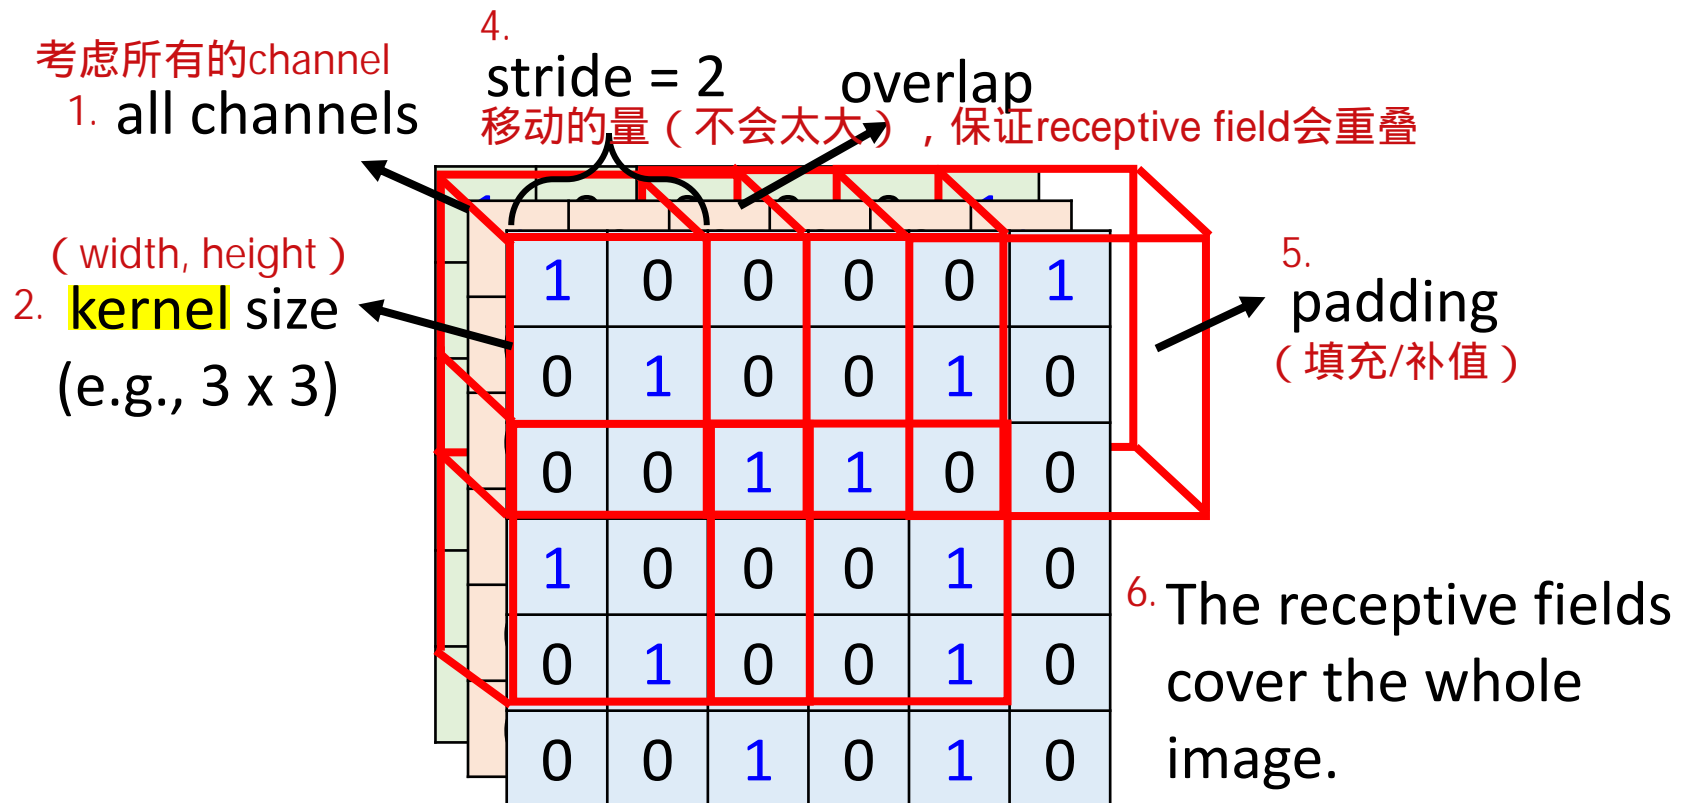 考虑所有的channel
1. all channels
4.
stride = 2
overlap
移动的量（不会太大），保证receptive field会重叠
（width, height）
2. kernel size
(e.g., 3 x 3)
5.
padding
（填充/补值）
1 0 0 0 0 1
0 1 0 0 1 0
0 0 1 1 0 0
1 0 0 0 1 0
0 1 0 0 1 0
0 0 1 0 1 0
6. The receptive fields
cover the whole
image.